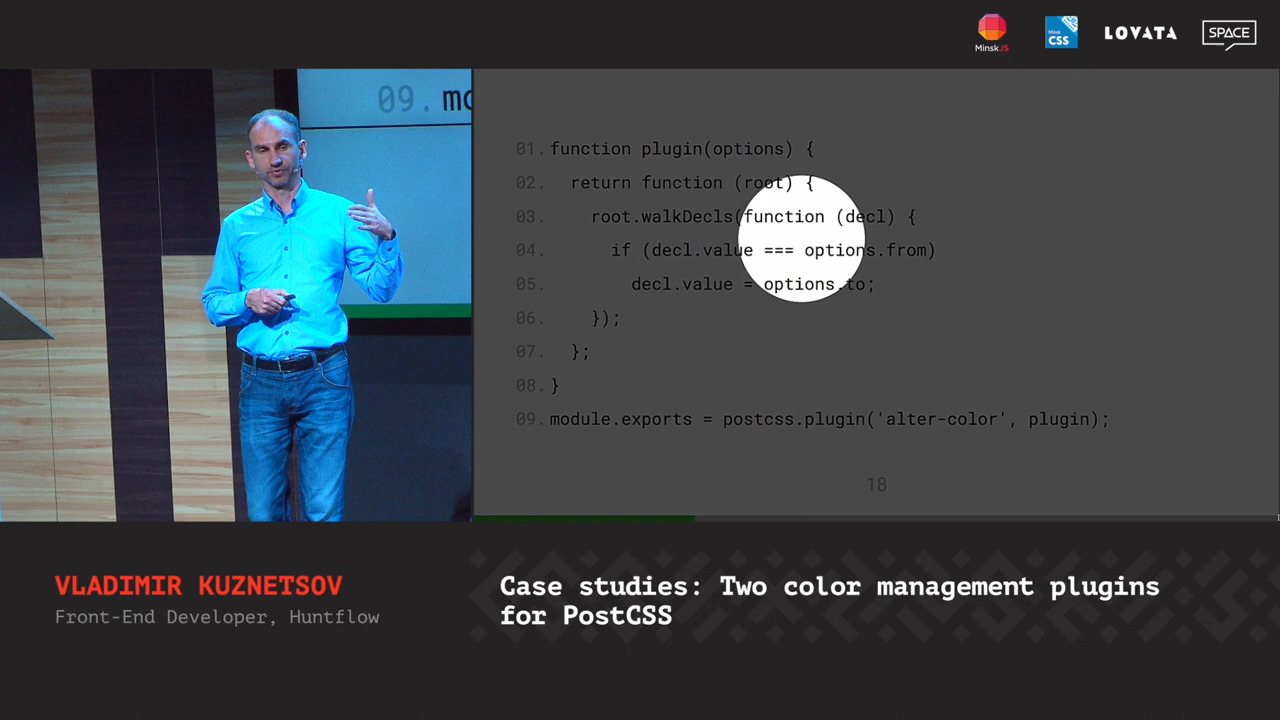 MinskJS
Minsk
CSS
LOVATA
SPACE
09. mo
01. function plugin(options) {
02. return function (root) {
03. root.walkDecls(function (decl) {
04. if (decl.value === options.from)
05. decl.value = options.to;
06. });
07. };
08. }
09. module.exports = postcss.plugin('alter-color', plugin);
18
VLADIMIR KUZNETSOV
Front-End Developer, Huntflow
Case studies: Two color management plugins
for PostCSS